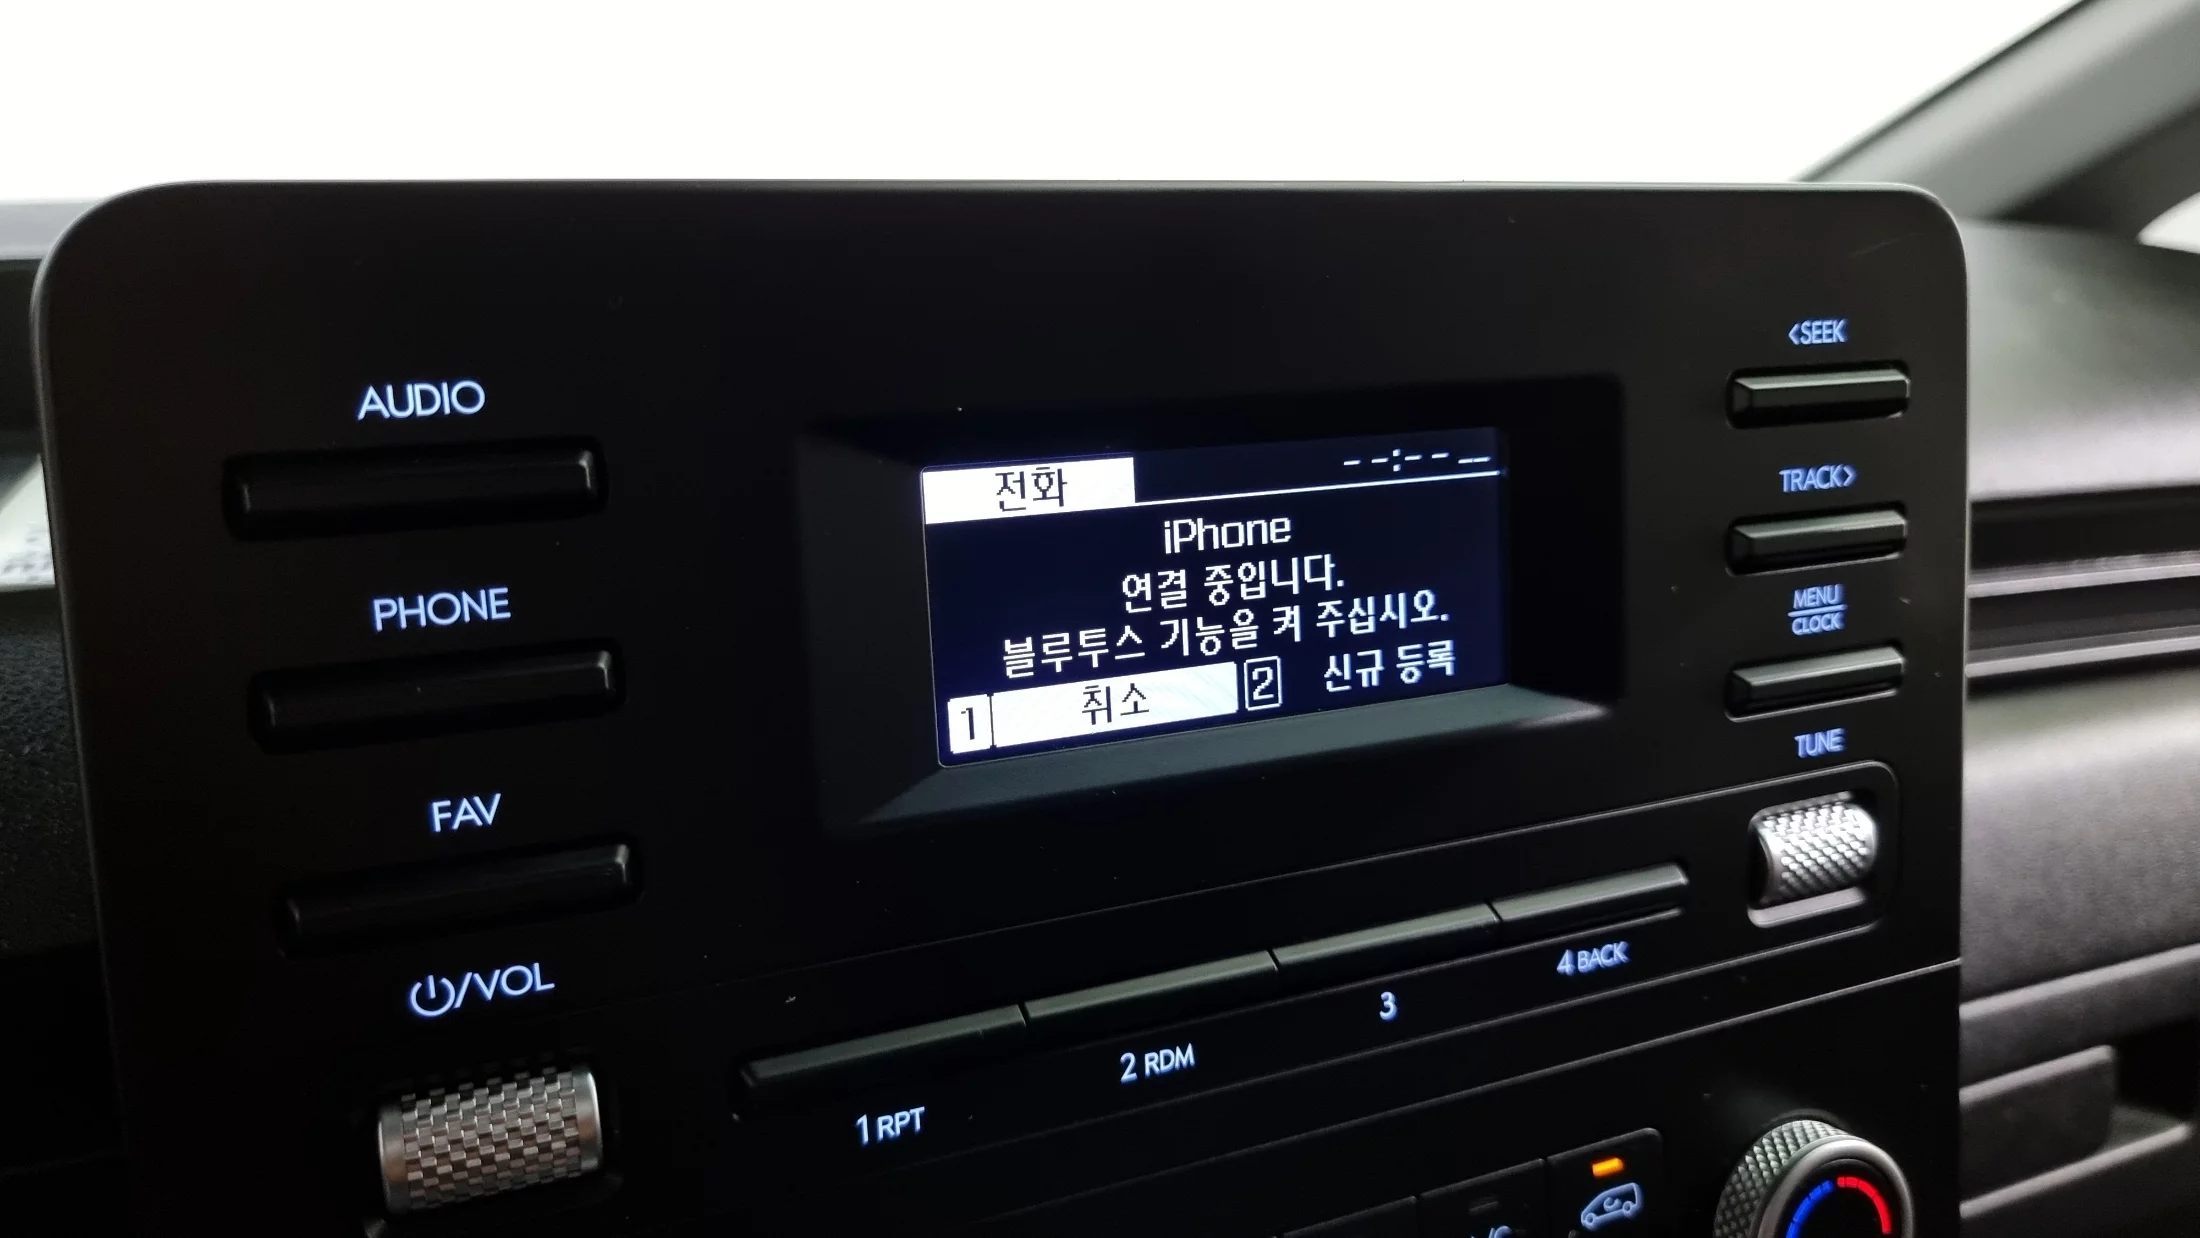 AUDIO
PHONE
FAV
/VOL
전화
--:-- --
iPhone
연결 중입니다.
블루투스 기능을 켜 주십시오.
1 취소 2 신규 등록
<SEEK
TRACK>
MENU
CLOCK
TUNE
1 RPT
2 RDM
3
4 BACK